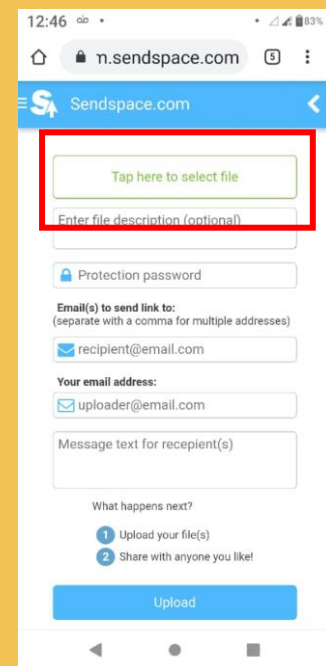 12:46
83%
n.sendspace.com 5
Sendspace.com
Tap here to select file
Enter file description (optional)
Protection password
Email(s) to send link to:
(separate with a comma for multiple addresses)
recipient@email.com
Your email address:
uploader@email.com
Message text for recepient(s)
What happens next?
1 Upload your file(s)
2 Share with anyone you like!
Upload